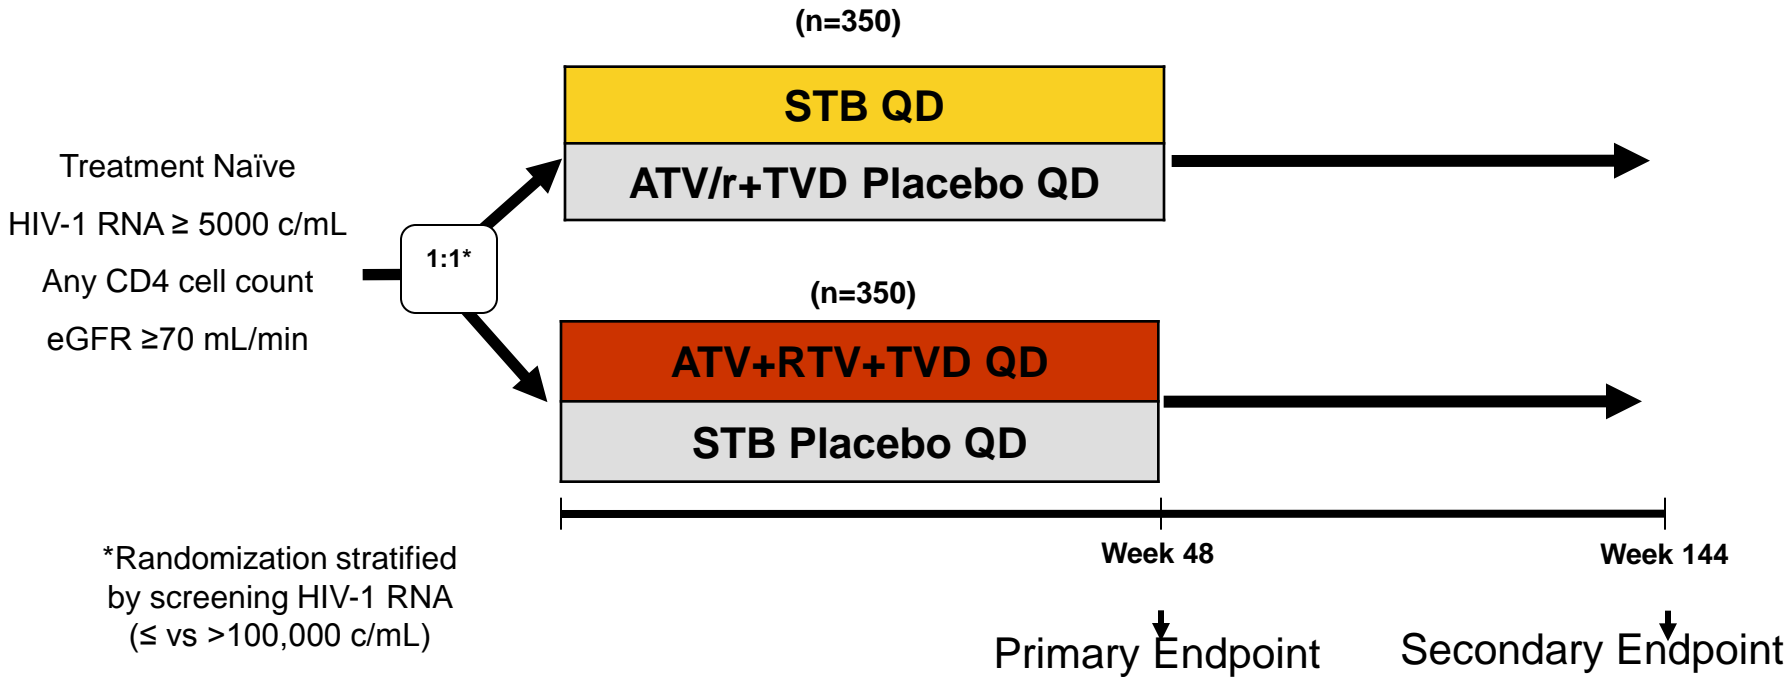 (n=350)
STB QD
ATV/r+TVD Placebo QD
Treatment Naïve
HIV-1 RNA ≥ 5000 c/mL
Any CD4 cell count
eGFR ≥70 mL/min
1:1*
(n=350)
ATV+RTV+TVD QD
STB Placebo QD
*Randomization stratified
by screening HIV-1 RNA
(≤ vs >100,000 c/mL)
Week 48
Week 144
Primary Endpoint
Secondary Endpoint